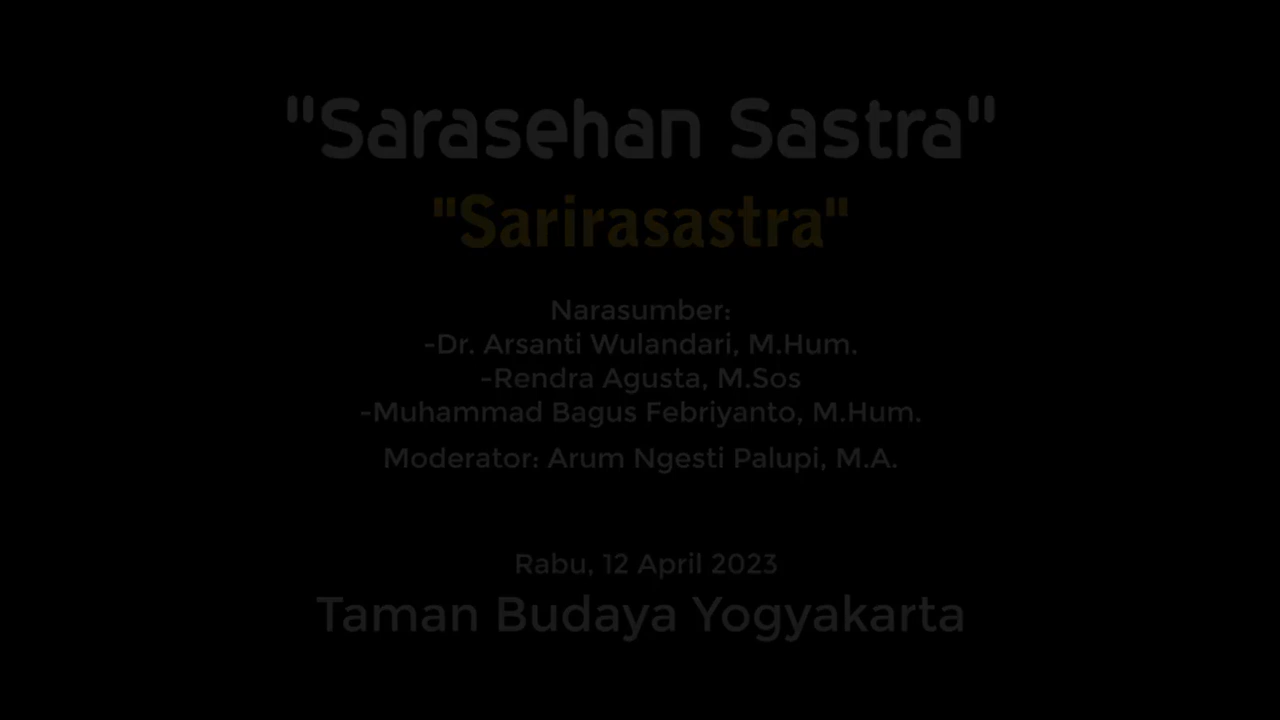 "Sarasehan Sastra"
"Sarirasastra"
Narasumber:
-Dr. Arsanti Wulandari, M.Hum.
-Rendra Agusta, M.Sos
-Muhammad Bagus Febriyanto, M.Hum.
Moderator: Arum Ngesti Palupi, M.A.
Rabu, 12 April 2023
Taman Budaya Yogyakarta